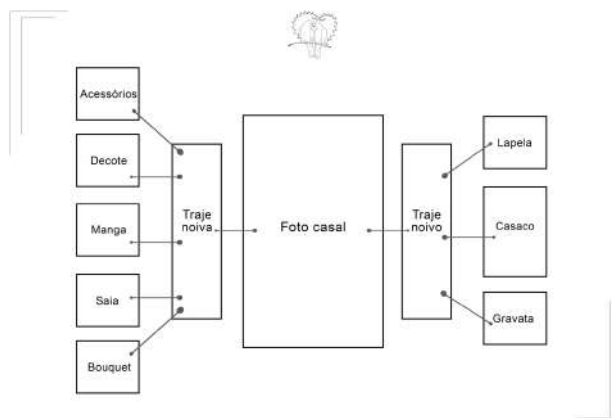 Acessórios
Decote
Manga
Saia
Bouquet
Traje
noiva
Foto casal
Traje
noivo
Lapela
Casaco
Gravata